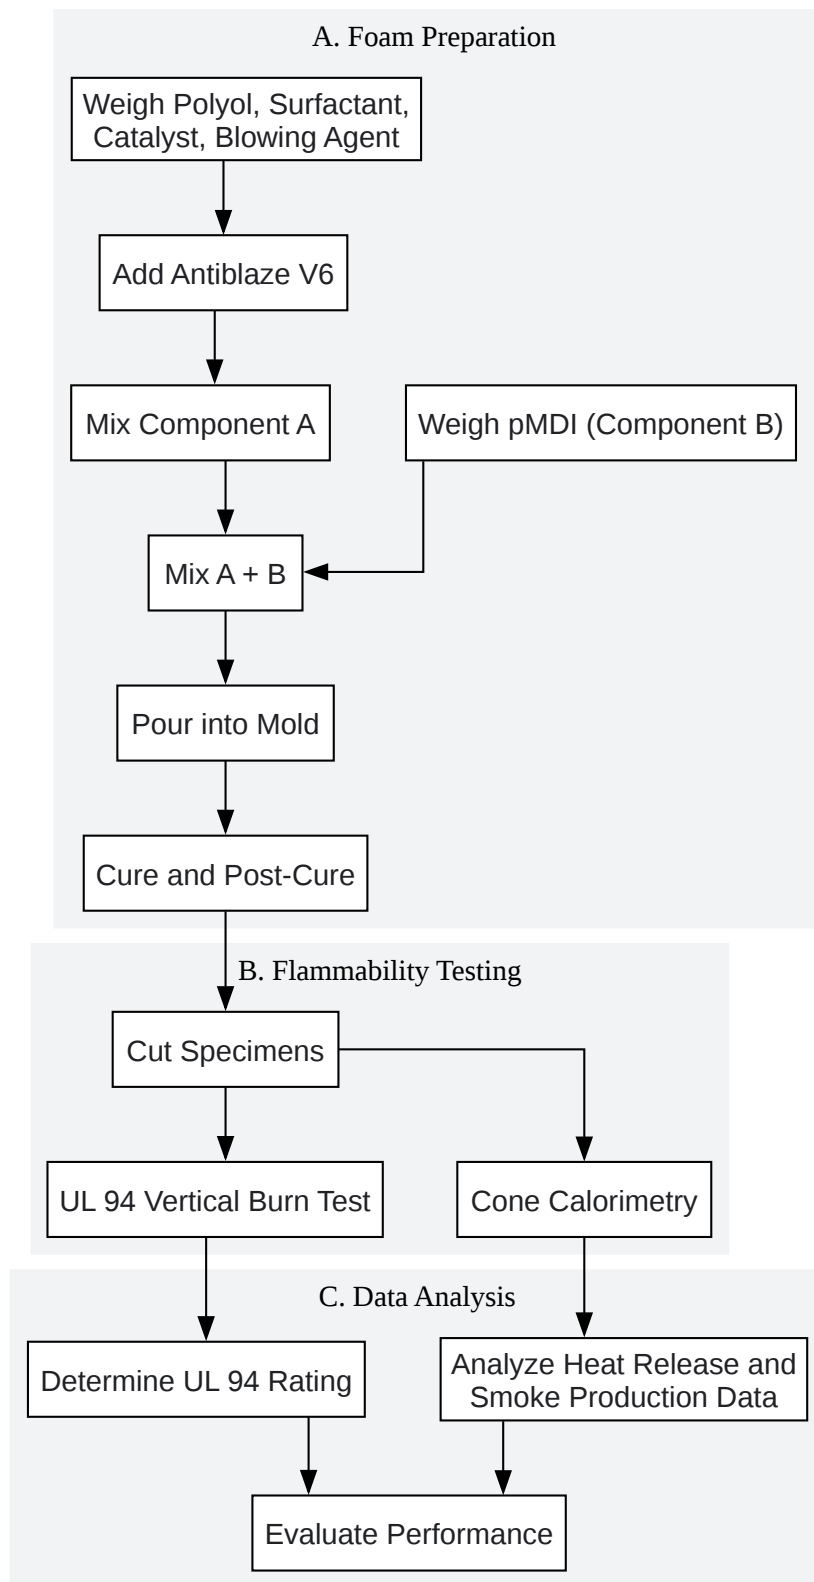 A. Foam Preparation
Weigh Polyol, Surfactant,
Catalyst, Blowing Agent
Add Antiblaze V6
Mix Component A
Weigh pMDI (Component B)
Mix A + B
Pour into Mold
Cure and Post-Cure
B. Flammability Testing
Cut Specimens
UL 94 Vertical Burn Test
Cone Calorimetry
C. Data Analysis
Determine UL 94 Rating
Analyze Heat Release and
Smoke Production Data
Evaluate Performance